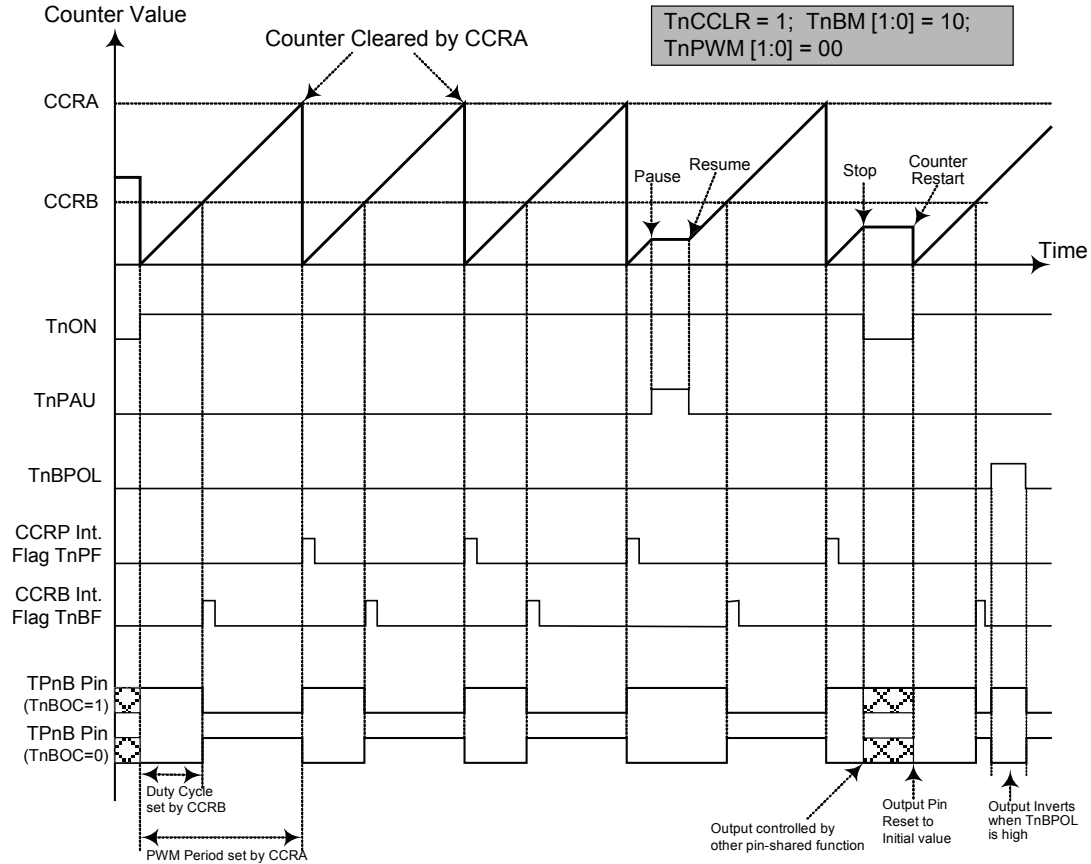 Counter Value
TnCCLR = 1; TnBM [1:0] = 10;
TnPWM [1:0] = 00
Counter Cleared by CCRA
CCRA
Pause
Resume
Stop
Counter
Restart
CCRB
Time
TnON
TnPAU
TnBPOL
CCRP Int.
Flag TnPF
CCRB Int.
Flag TnBF
TPnB Pin
(TnBOC=1)
TPnB Pin
(TnBOC=0)
Duty Cycle
set by CCRB
PWM Period set by CCRA
Output controlled by
other pin-shared function
Output Pin
Reset to
Initial value
Output Inverts
when TnBPOL
is high